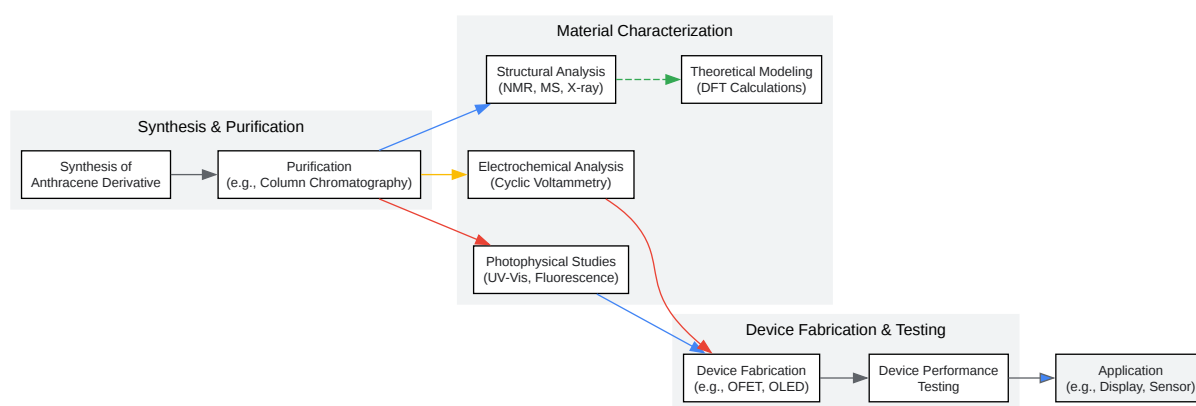 Material Characterization
Structural Analysis
(NMR, MS, X-ray)
Theoretical Modeling
(DFT Calculations)
Synthesis & Purification
Synthesis of
Anthracene Derivative
Purification
(e.g., Column Chromatography)
Electrochemical Analysis
(Cyclic Voltammetry)
Photophysical Studies
(UV-Vis, Fluorescence)
Device Fabrication & Testing
Device Fabrication
(e.g., OFET, OLED)
Device Performance
Testing
Application
(e.g., Display, Sensor)